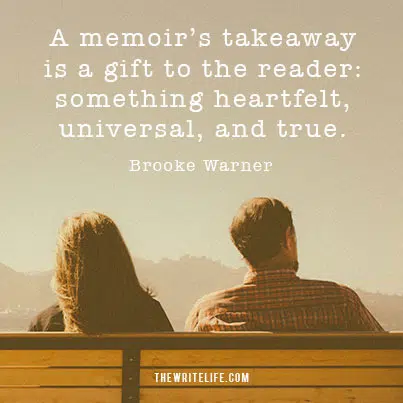 A memoir's takeaway
is a gift to the reader:
something heartfelt,
universal, and true.
Brooke Warner
THEWRITELIFE.COM